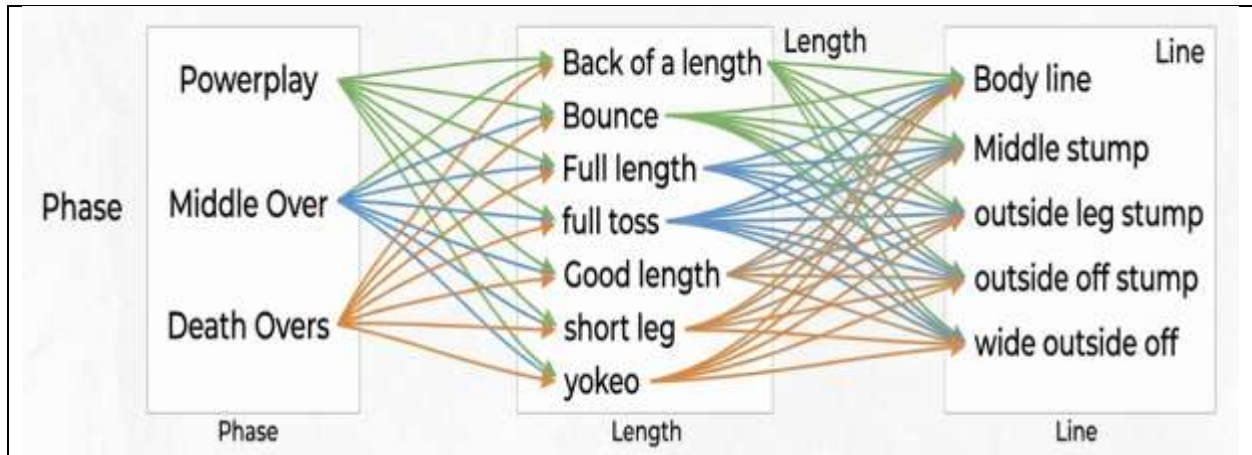 Phase
Powerplay
Middle Over
Death Overs
Phase
Length
Back of a length
Bounce
Full length
full toss
Good length
short leg
yokeo
Length
Line
Body line
Middle stump
outside leg stump
outside off stump
wide outside off
Line